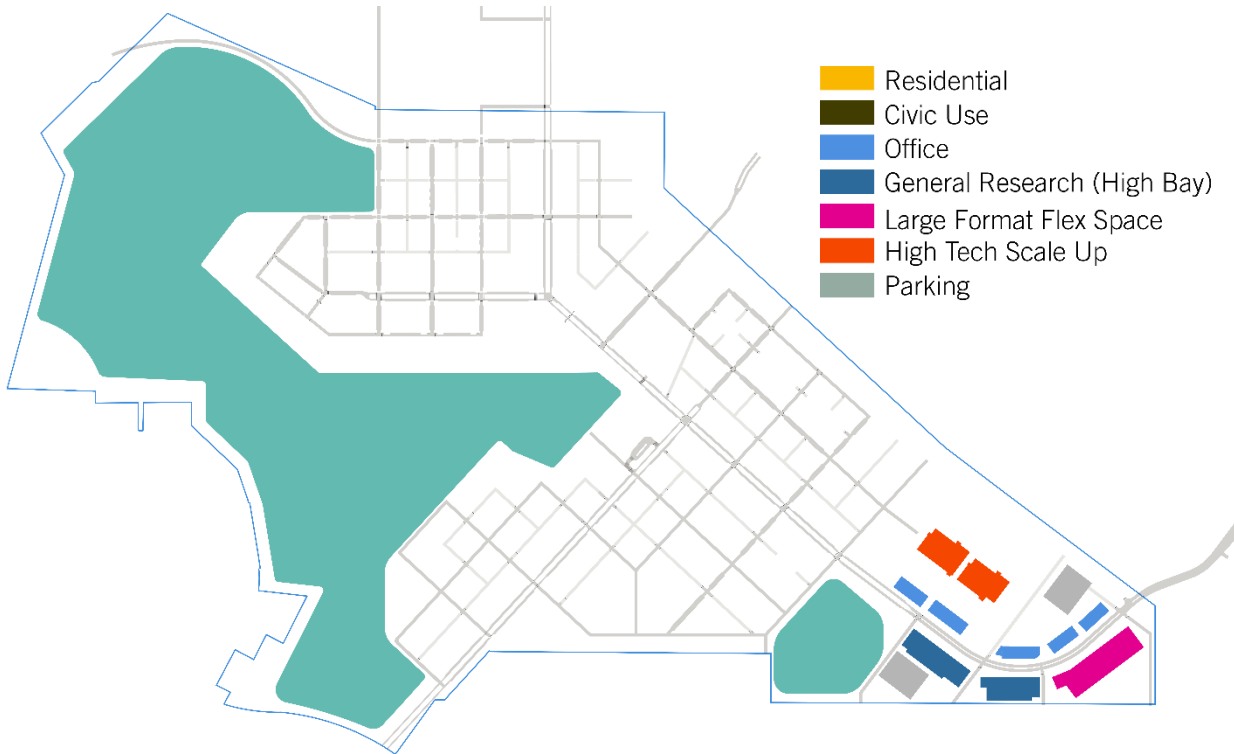 Residential
Civic Use
Office
General Research (High Bay)
Large Format Flex Space
High Tech Scale Up
Parking